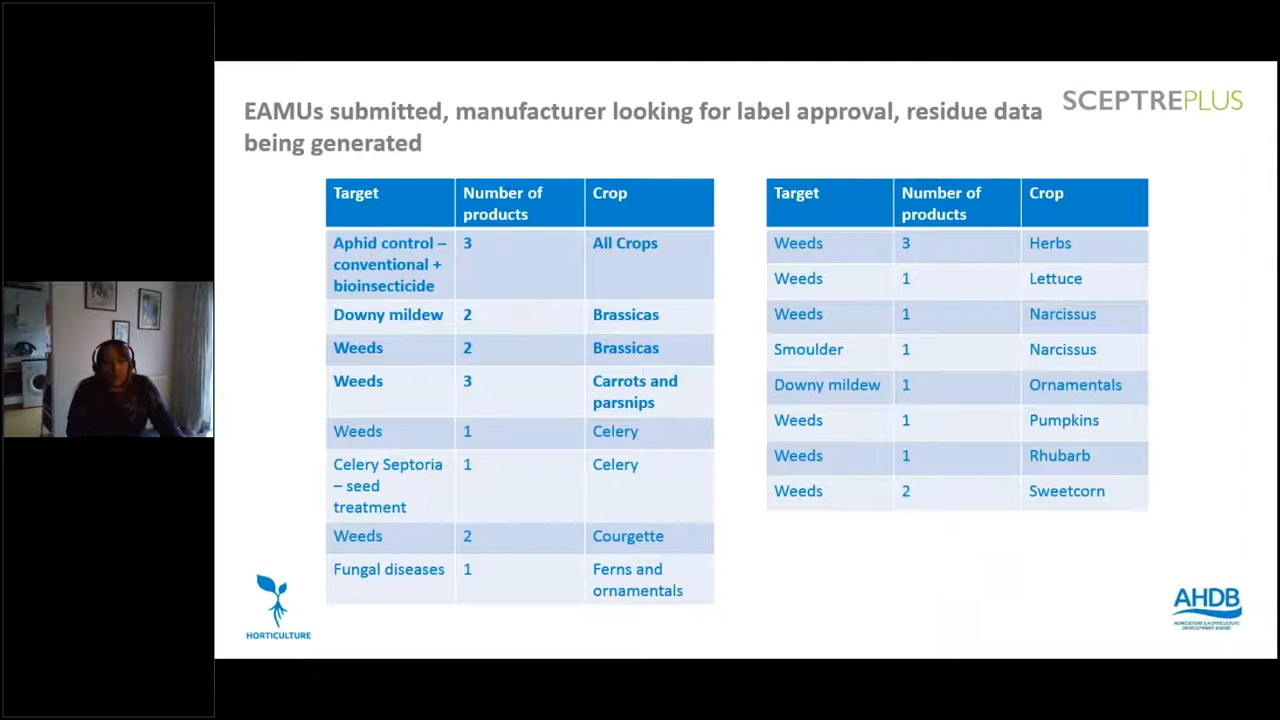 EAMUs submitted, manufacturer looking for label approval, residue data
being generated
SCEPTREPLUS
Target Number of products Crop
Aphid control – conventional + bioinsecticide 3 All Crops
Downy mildew 2 Brassicas
Weeds 2 Brassicas
Weeds 3 Carrots and parsnips
Weeds 1 Celery
Celery Septoria – seed treatment 1 Celery
Weeds 2 Courgette
Fungal diseases 1 Ferns and ornamentals
Target Number of products Crop
Weeds 3 Herbs
Weeds 1 Lettuce
Weeds 1 Narcissus
Smoulder 1 Narcissus
Downy mildew 1 Ornamentals
Weeds 1 Pumpkins
Weeds 1 Rhubarb
Weeds 2 Sweetcorn
HORTICULTURE
AHDB
AGRICULTURE & HORTICULTURE
DEVELOPMENT BOARD